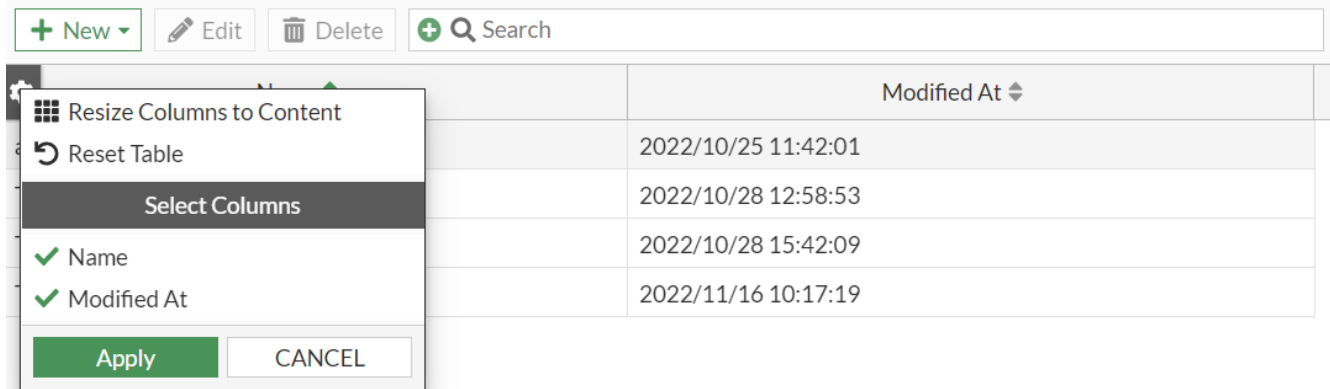 New Edit Delete Search
Modified At
Resize Columns to Content
Reset Table
Select Columns
Name
Modified At
Apply CANCEL
2022/10/25 11:42:01
2022/10/28 12:58:53
2022/10/28 15:42:09
2022/11/16 10:17:19